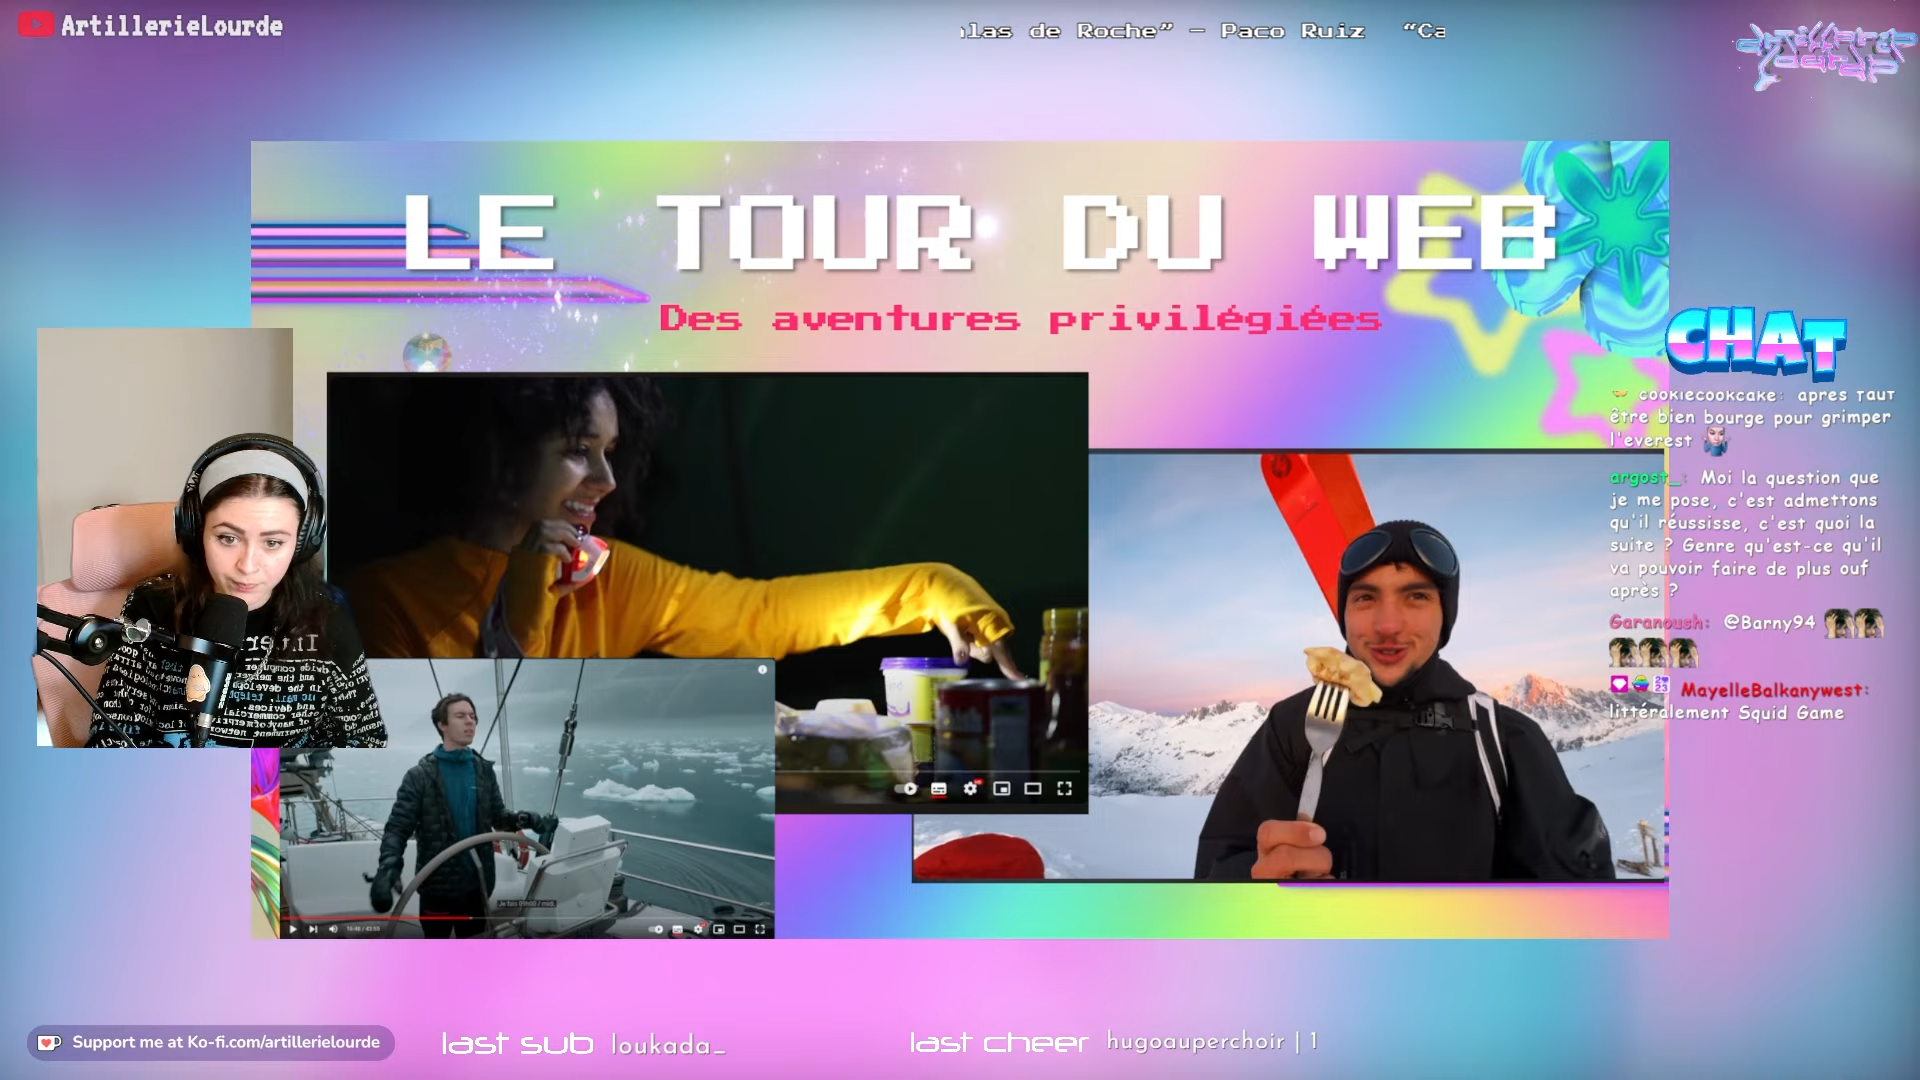 ArtillerieLourde
las de Roche” — Paco Ruiz “Ca
LE TOUR DU WEB
Des aventures privilégiées
CHAT
cookiecookcake: apres faut
être bien bourge pour grimper
l'everest
argost_: Moi la question que
je me pose, c'est admettons
qu'il réussisse, c'est quoi la
suite ? Genre qu'est-ce qu'il
va pouvoir faire de plus ouf
après ?
Garanoush: @Barny94
MayelleBalkanywest:
littéralement Squid Game
Support me at Ko-fi.com/artillerielourde
last sub loukada_
last cheer hugoauperchoir | 1